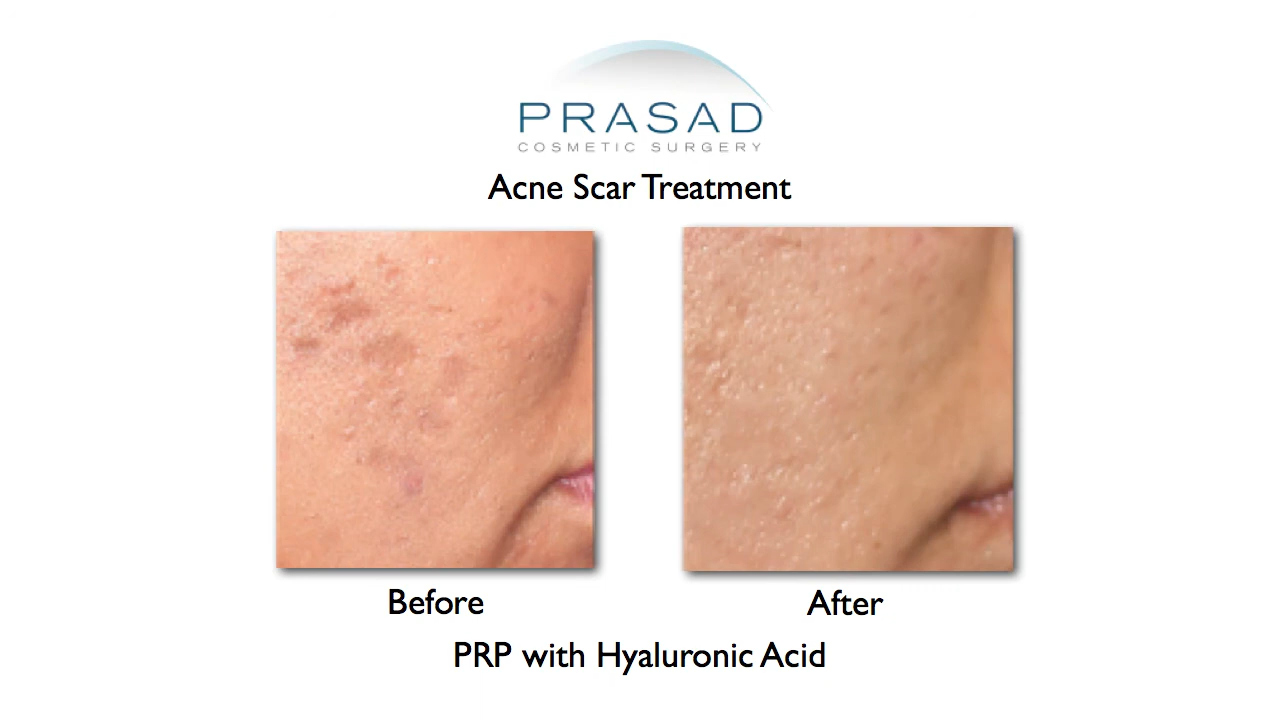 PRASAD
COSMETIC SURGERY
Acne Scar Treatment
Before
After
PRP with Hyaluronic Acid